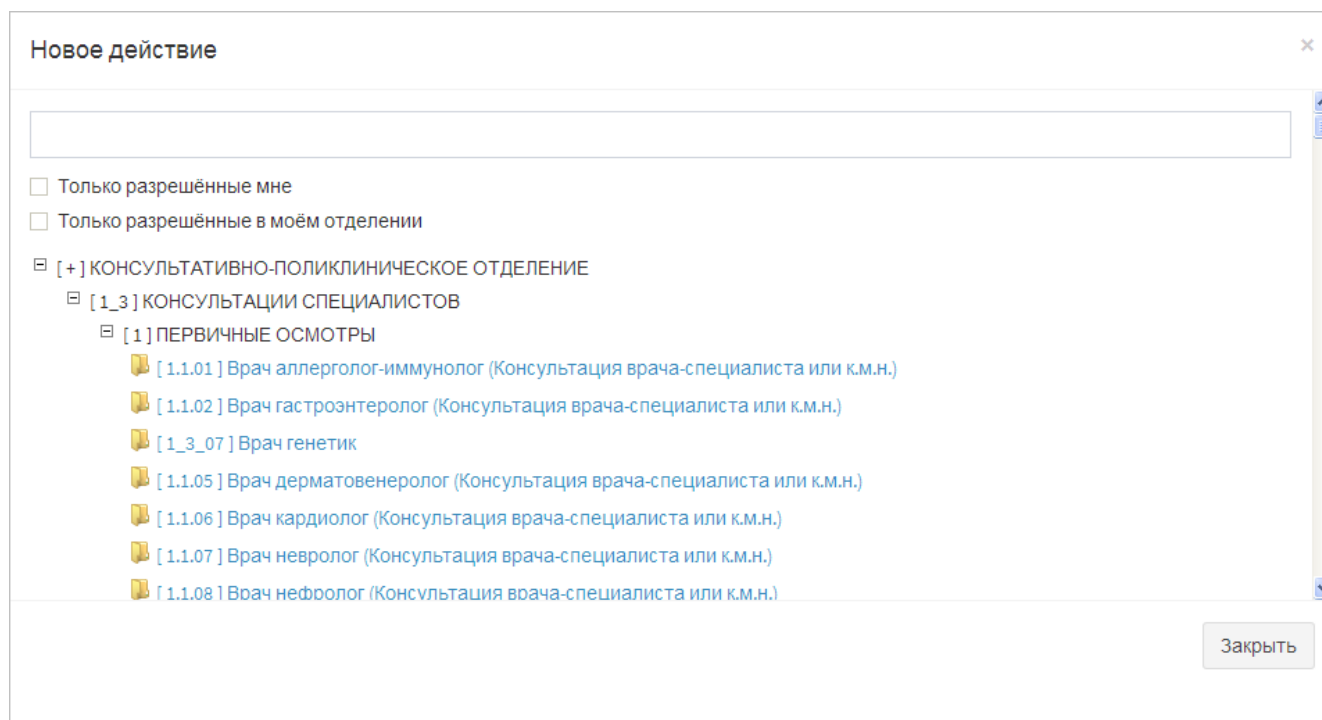 Новое действие
×
Только разрешённые мне
Только разрешённые в моём отделении
[ + ] КОНСУЛЬТАТИВНО-ПОЛИКЛИНИЧЕСКОЕ ОТДЕЛЕНИЕ
[ 1_3 ] КОНСУЛЬТАЦИИ СПЕЦИАЛИСТОВ
[ 1 ] ПЕРВИЧНЫЕ ОСМОТРЫ
[ 1.1.01 ] Врач аллерголог-иммунолог (Консультация врача-специалиста или к.м.н.)
[ 1.1.02 ] Врач гастроэнтеролог (Консультация врача-специалиста или к.м.н.)
[ 1_3_07 ] Врач генетик
[ 1.1.05 ] Врач дерматовенеролог (Консультация врача-специалиста или к.м.н.)
[ 1.1.06 ] Врач кардиолог (Консультация врача-специалиста или к.м.н.)
[ 1.1.07 ] Врач невролог (Консультация врача-специалиста или к.м.н.)
[ 1.1.08 ] Врач нефролог (Консультация врача-специалиста или к.м.н.)
Закрыть